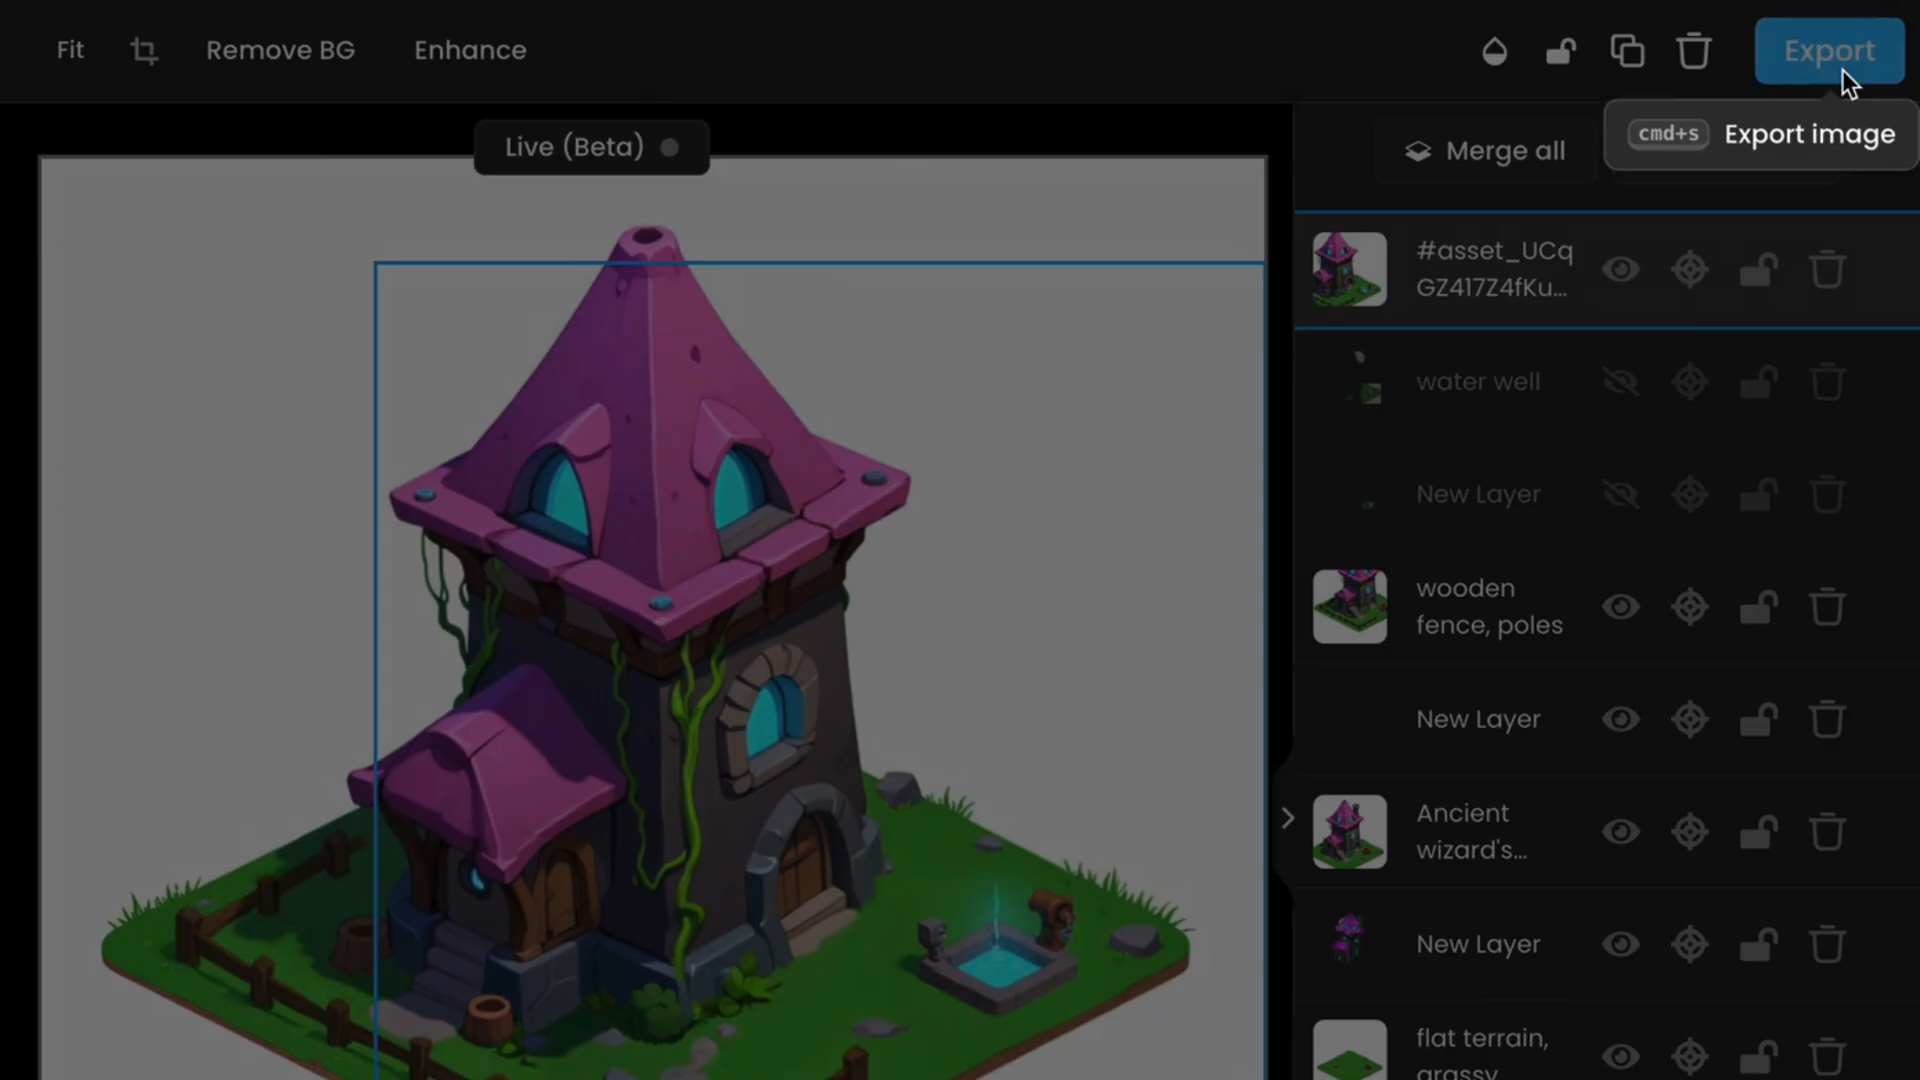 Fit
Remove BG
Enhance
Export
cmd+s Export image
Live (Beta)
Merge all
#asset_UCq
GZ417Z4fKu...
water well
New Layer
wooden
fence, poles
New Layer
Ancient
wizard's...
New Layer
flat terrain,
grassy